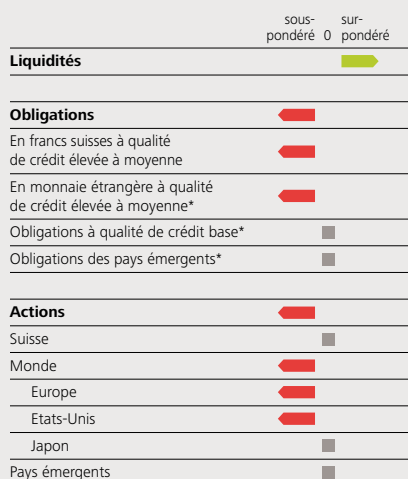 sous-
pondéré
0
sur-
pondéré
Liquidités
Obligations
En francs suisses à qualité
de crédit élevée à moyenne
En monnaie étrangère à qualité
de crédit élevée à moyenne*
Obligations à qualité de crédit base*
Obligations des pays émergents*
Actions
Suisse
Monde
Europe
Etats-Unis
Japon
Pays émergents